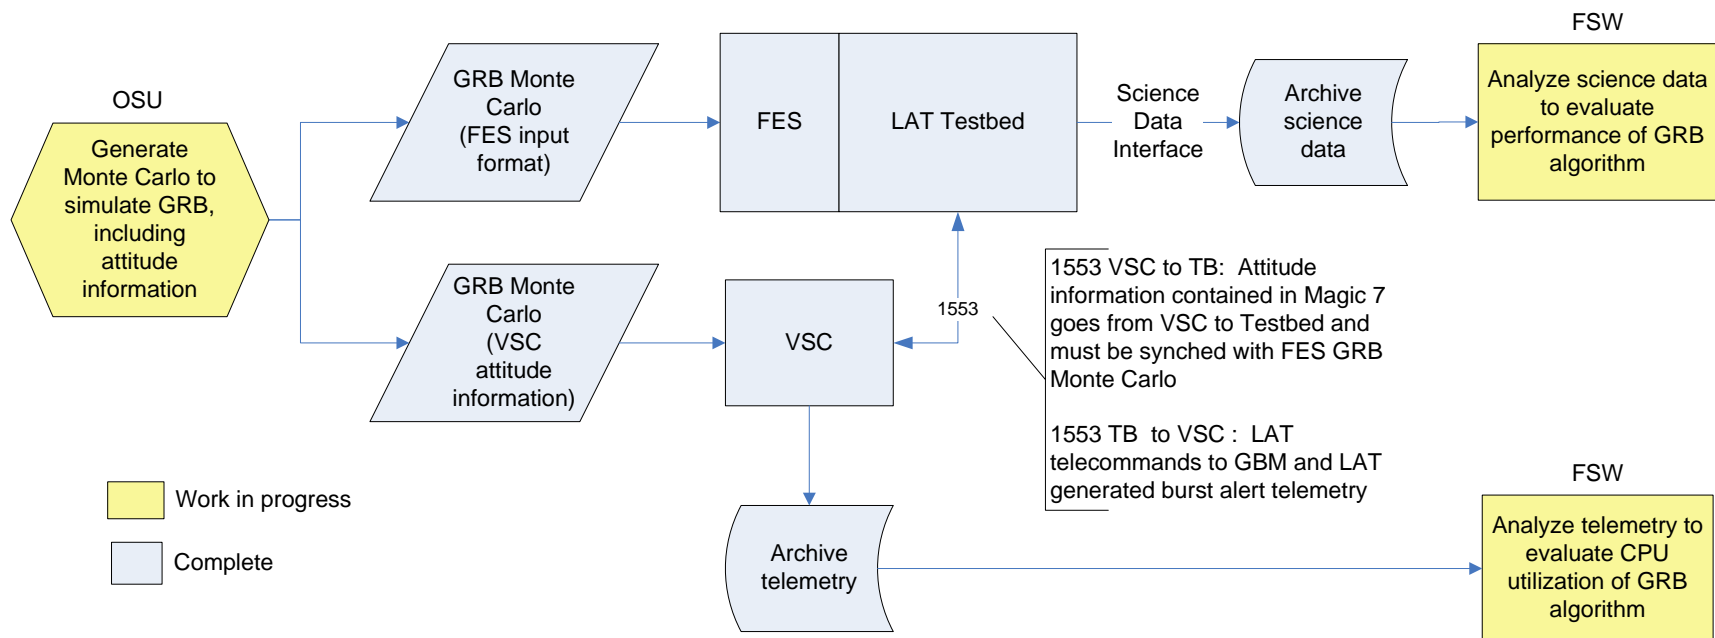 OSU
Generate
Monte Carlo to
simulate GRB,
including
attitude
information
GRB Monte
Carlo
(FES input
format)
GRB Monte
Carlo
(VSC
attitude
information)
FES
LAT Testbed
Science
Data
Interface
Archive
science
data
FSW
Analyze science data
to evaluate
performance of GRB
algorithm
VSC
1553
1553 VSC to TB:  Attitude
information contained in Magic 7
goes from VSC to Testbed and
must be synched with FES GRB
Monte Carlo
1553 TB  to VSC :  LAT
telecommands to GBM and LAT
generated burst alert telemetry
Work in progress
Complete
Archive
telemetry
FSW
Analyze telemetry to
evaluate CPU
utilization of GRB
algorithm